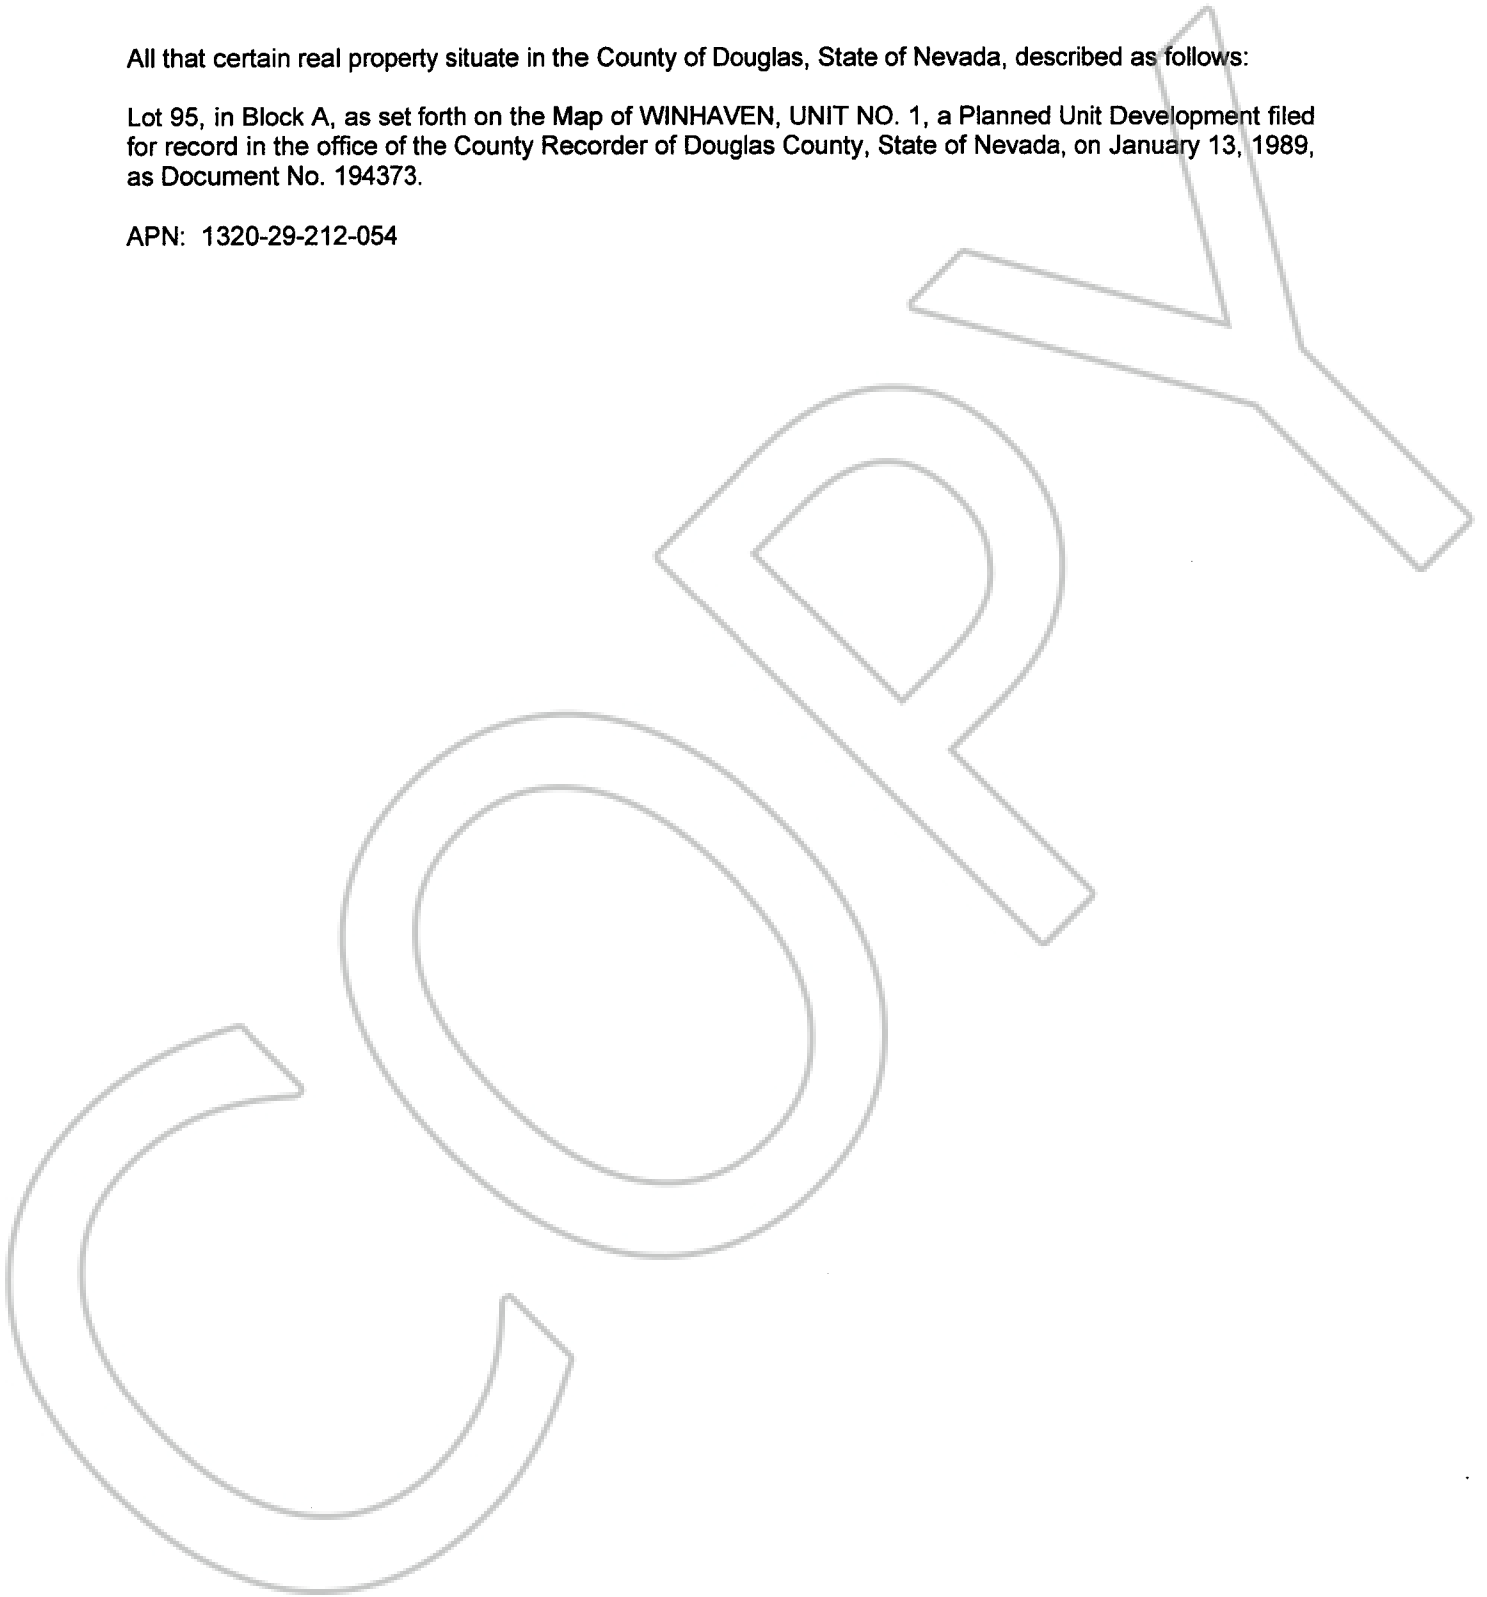 All that certain real property situate in the County of Douglas, State of Nevada, described as follows:
Lot 95, in Block A, as set forth on the Map of WINHAVEN, UNIT NO. 1, a Planned Unit Development filed
for record in the office of the County Recorder of Douglas County, State of Nevada, on January 13, 1989,
as Document No. 194373.
APN: 1320-29-212-054
COPY